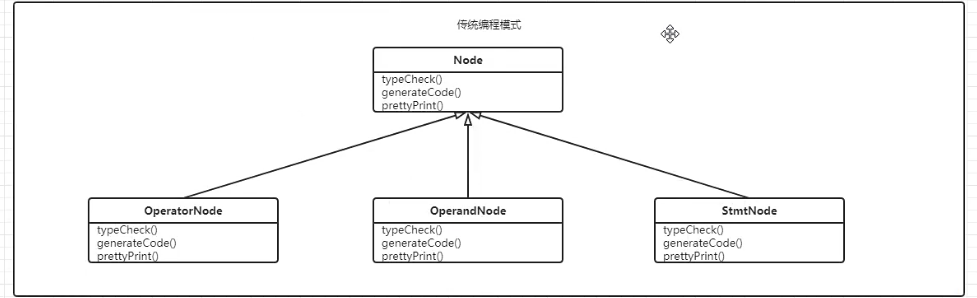 传统编程模式
Node
typeCheck()
generateCode()
prettyPrint()
OperatorNode
typeCheck()
generateCode()
prettyPrint()
OperandNode
typeCheck()
generateCode()
prettyPrint()
StmtNode
typeCheck()
generateCode()
prettyPrint()